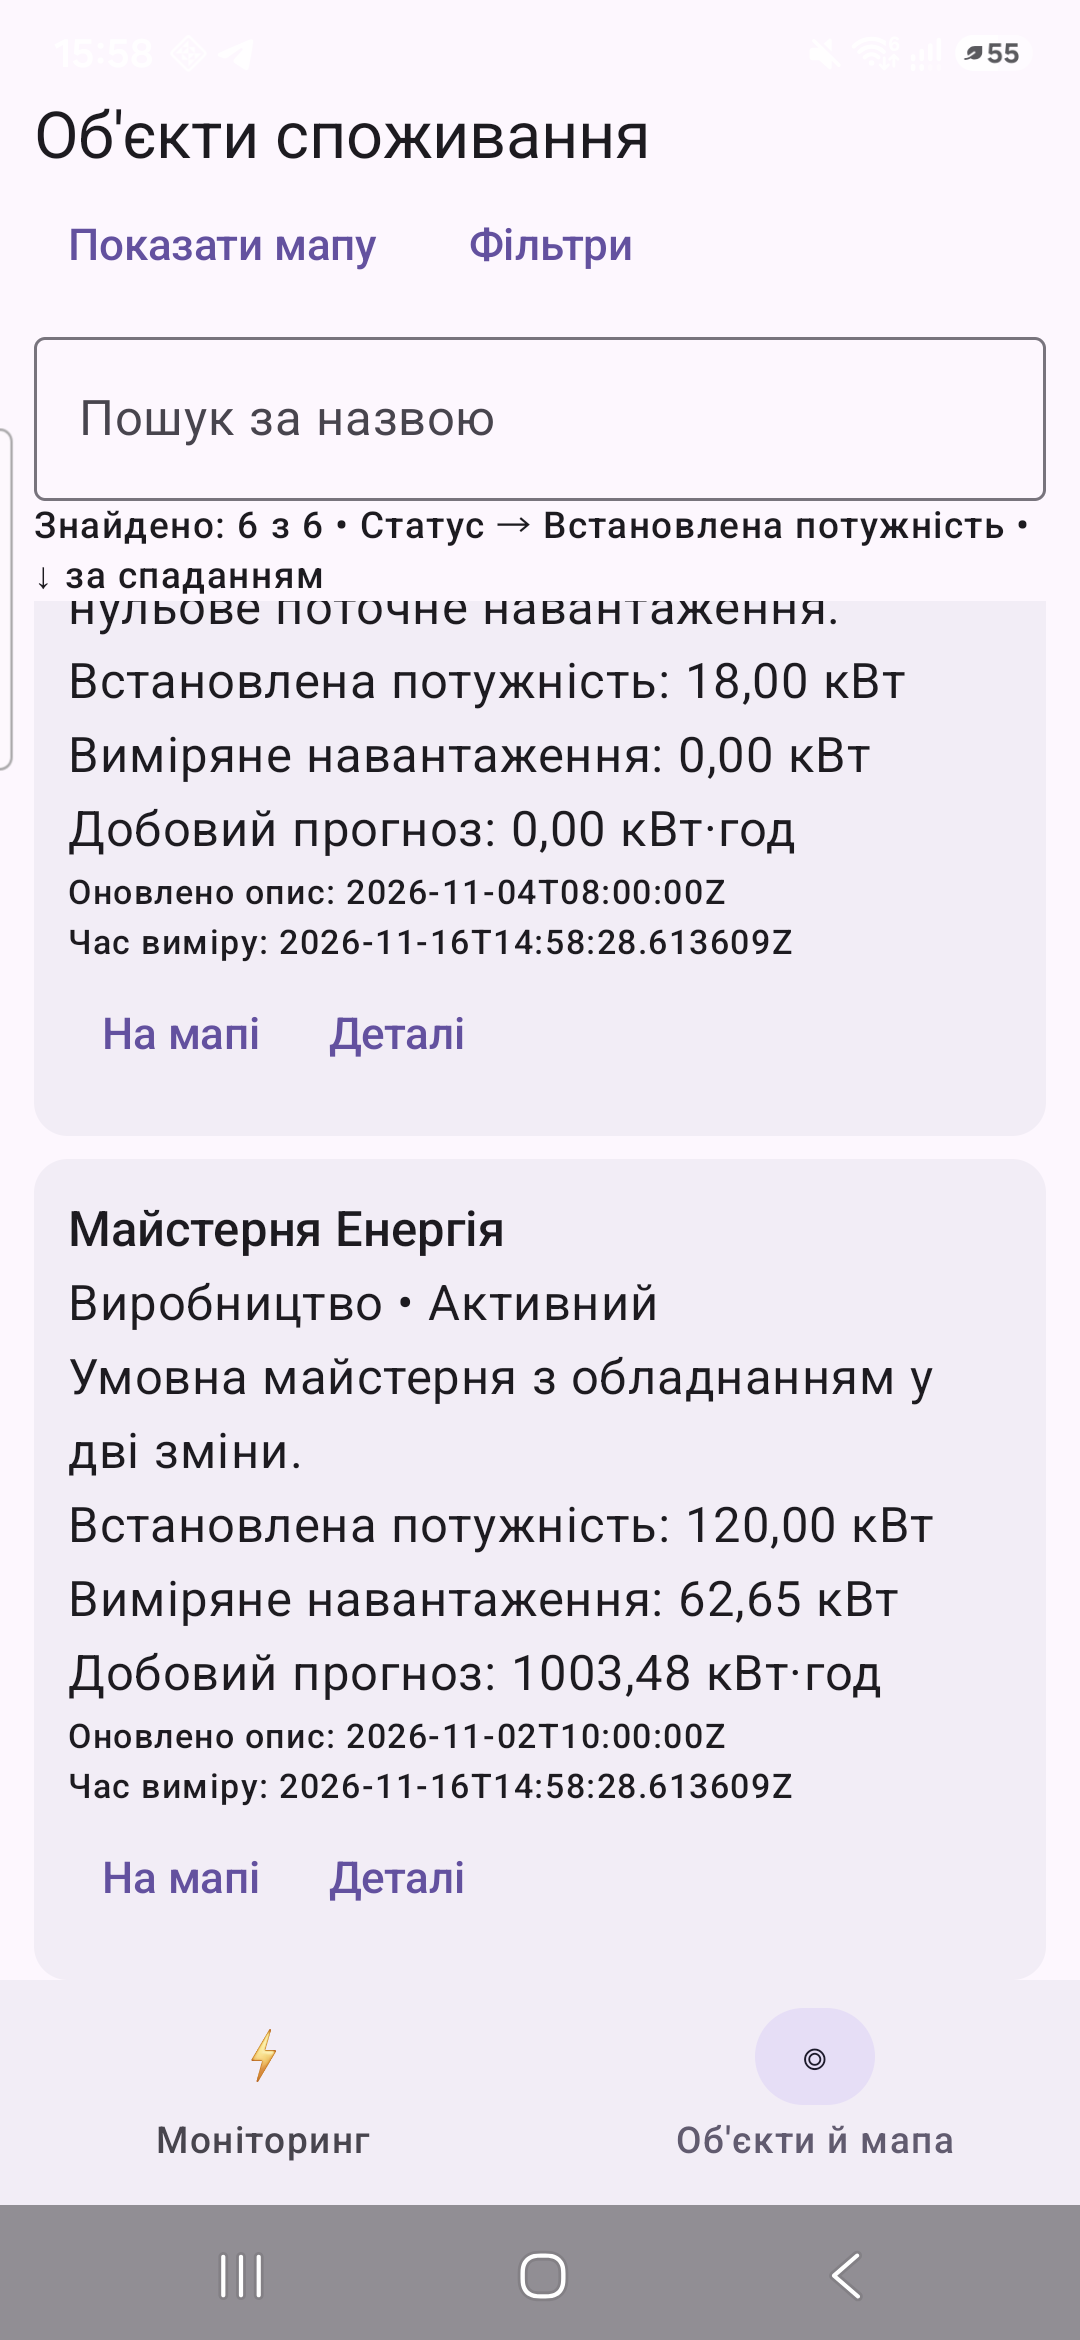 15:58
55
Об'єкти споживання
Показати мапу Фільтри
Пошук за назвою
Знайдено: 6 з 6 • Статус → Встановлена потужність •
↓ за спаданням
нульове поточне навантаження.
Встановлена потужність: 18,00 кВт
Виміряне навантаження: 0,00 кВт
Добовий прогноз: 0,00 кВт·год
Оновлено опис: 2026-11-04T08:00:00Z
Час виміру: 2026-11-16T14:58:28.613609Z
На мапі Деталі
Майстерня Енергія
Виробництво • Активний
Умовна майстерня з обладнанням у
дві зміни.
Встановлена потужність: 120,00 кВт
Виміряне навантаження: 62,65 кВт
Добовий прогноз: 1003,48 кВт·год
Оновлено опис: 2026-11-02T10:00:00Z
Час виміру: 2026-11-16T14:58:28.613609Z
На мапі Деталі
Моніторинг Об'єкти й мапа